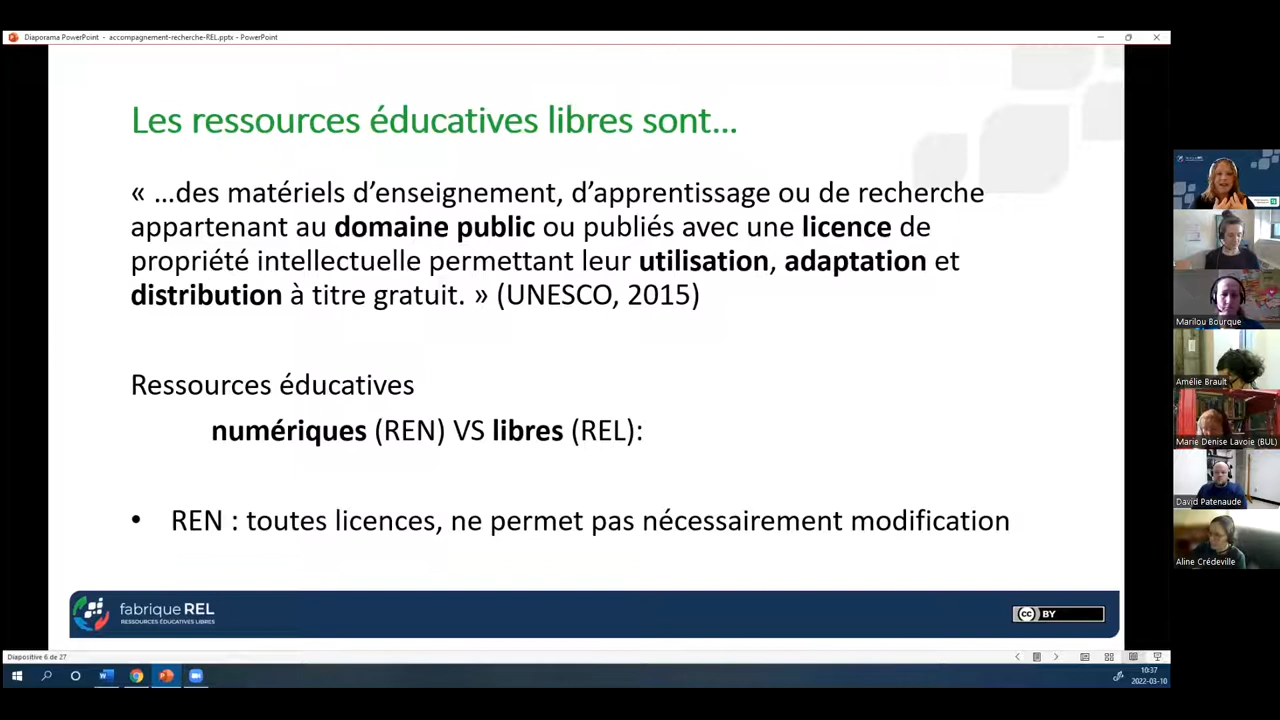 Diaporama PowerPoint - accompagnement-recherche-REL.pptx - PowerPoint
Les ressources éducatives libres sont...
« ...des matériels d'enseignement, d'apprentissage ou de recherche
appartenant au domaine public ou publiés avec une licence de
propriété intellectuelle permettant leur utilisation, adaptation et
distribution à titre gratuit. » (UNESCO, 2015)
Ressources éducatives
numériques (REN) VS libres (REL):
• REN : toutes licences, ne permet pas nécessairement modification
fabrique REL
RESSOURCES ÉDUCATIVES LIBRES
cc BY
Diapositive 6 de 27
10:37
2022-03-10
Marilou Bourque
Amélie Brault
Marie Denise Lavoie (BUL)
David Patenaude
Aline Crédeville